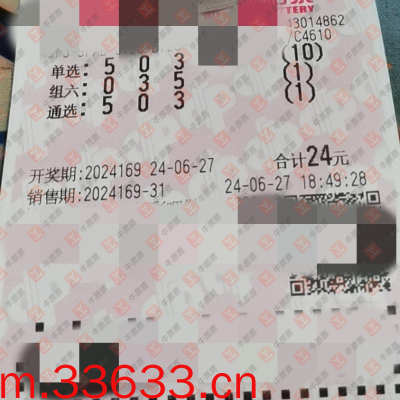 TTERY
13014862
/C4610
单选: 5 0 3 (10)
组六: 0 3 5 (1)
通选: 5 0 3 (1)
开奖期:2024169 24-06-27 合计24元
销售期:2024169-31 24-06-27 18:49:28
m.33633.cn